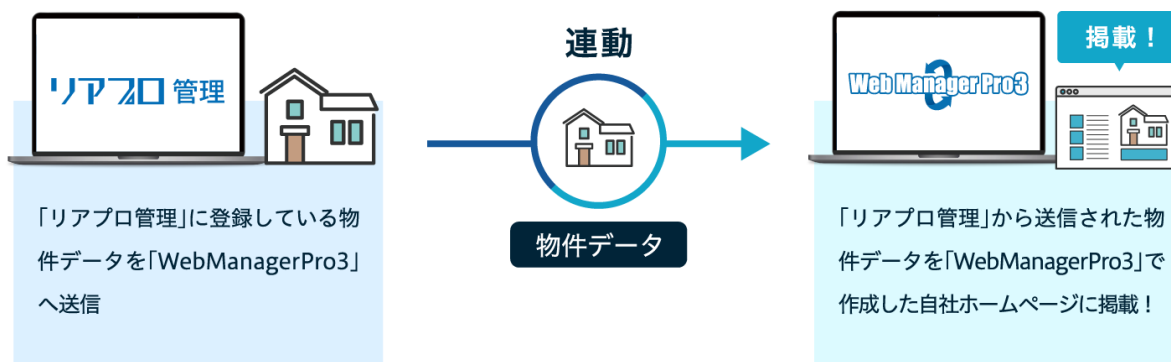 リアプロ 管理
「リアプロ管理」に登録している物
件データを「WebManagerPro3」
へ送信
連動
物件データ
掲載！
Web Manager Pro3
「リアプロ管理」から送信された物
件データを「WebManagerPro3」で
作成した自社ホームページに掲載！